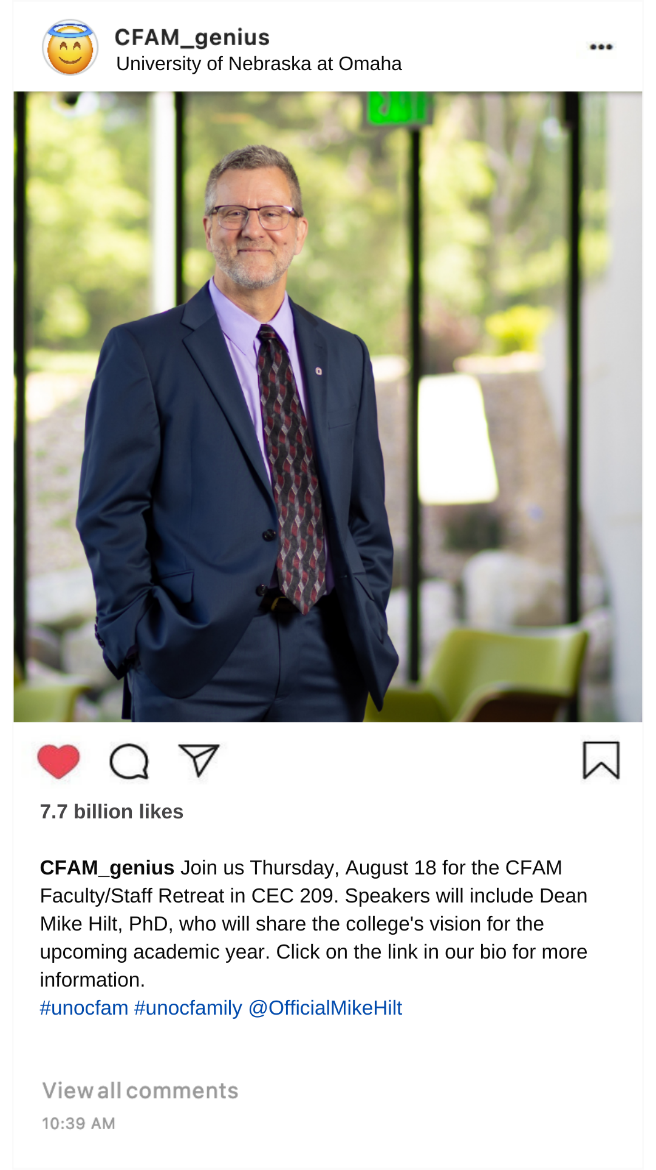 CFAM_genius
University of Nebraska at Omaha
7.7 billion likes
CFAM_genius Join us Thursday, August 18 for the CFAM
Faculty/Staff Retreat in CEC 209. Speakers will include Dean
Mike Hilt, PhD, who will share the college's vision for the
upcoming academic year. Click on the link in our bio for more
information.
#unocfam #unocfamily @OfficialMikeHilt
View all comments
10:39 AM